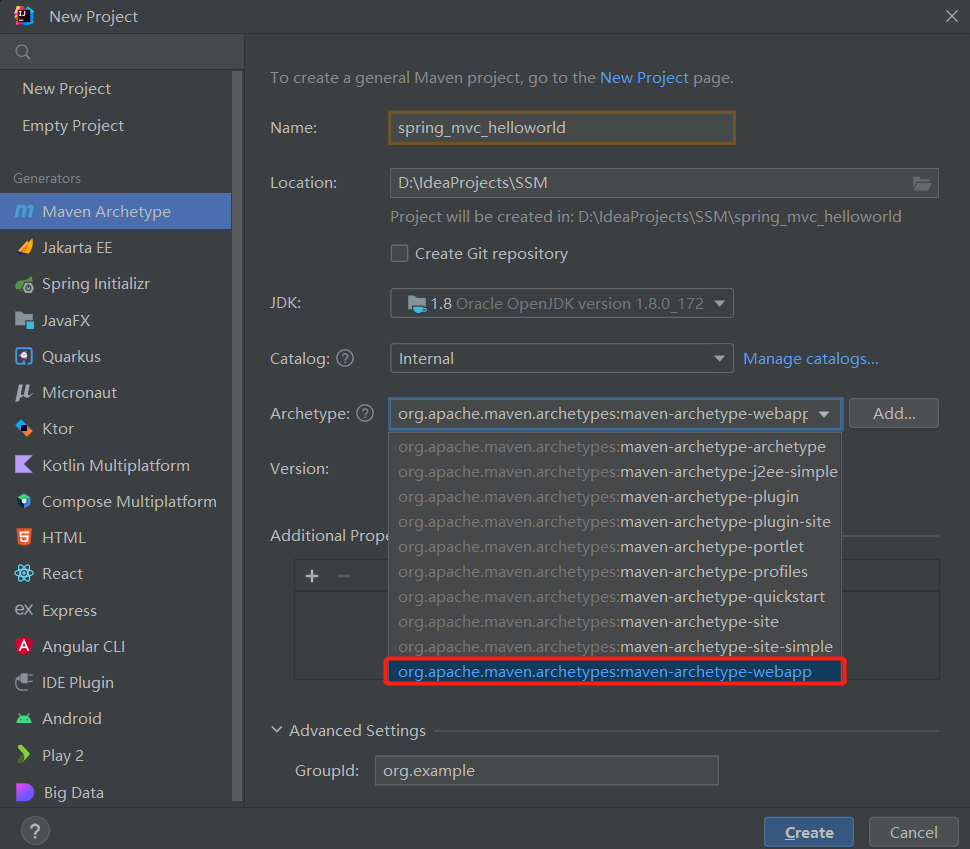 New Project
New Project
Empty Project
Generators
Maven Archetype
Jakarta EE
Spring Initializr
JavaFX
Quarkus
Micronaut
Ktor
Kotlin Multiplatform
Compose Multiplatform
HTML
React
Express
Angular CLI
IDE Plugin
Android
Play 2
Big Data
To create a general Maven project, go to the New Project page.
Name: spring_mvc_helloworld
Location: D:\IdeaProjects\SSM
Project will be created in: D:\IdeaProjects\SSM\spring_mvc_helloworld
Create Git repository
JDK: 1.8 Oracle OpenJDK version 1.8.0_172
Catalog: ? Internal Manage catalogs...
Archetype: ? org.apache.maven.archetypes:maven-archetype-webapp Add...
org.apache.maven.archetypes:maven-archetype-archetype
Version: org.apache.maven.archetypes:maven-archetype-j2ee-simple
org.apache.maven.archetypes:maven-archetype-plugin
org.apache.maven.archetypes:maven-archetype-plugin-site
Additional Prope org.apache.maven.archetypes:maven-archetype-portlet
org.apache.maven.archetypes:maven-archetype-profiles
org.apache.maven.archetypes:maven-archetype-quickstart
org.apache.maven.archetypes:maven-archetype-site
org.apache.maven.archetypes:maven-archetype-site-simple
org.apache.maven.archetypes:maven-archetype-webapp
Advanced Settings
GroupId: org.example
? Create Cancel